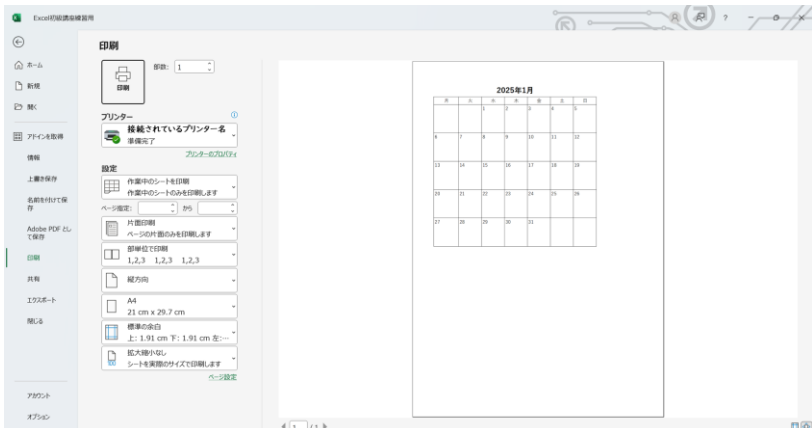 Excel初級講座練習用
?
印刷
ホーム
新規
開く
アドインを取得
情報
上書き保存
名前を付けて保
存
Adobe PDF とし
て保存
印刷
共有
エクスポート
閉じる
アカウント
オプション
印刷
部数: 1
プリンター
接続されているプリンター名
準備完了
プリンターのプロパティ
設定
作業中のシートを印刷
作業中のシートのみを印刷します
ページ指定: から
片面印刷
ページの片面のみを印刷します
部単位で印刷
1,2,3 1,2,3 1,2,3
縦方向
A4
21 cm x 29.7 cm
標準の余白
上: 1.91 cm 下: 1.91 cm 左:…
拡大縮小なし
シートを実際のサイズで印刷します
ページ設定
2025年1月
月 火 水 木 金 土 日
1 2 3 4 5
6 7 8 9 10 11 12
13 14 15 16 17 18 19
20 21 22 23 24 25 26
27 28 29 30 31
1 / 1